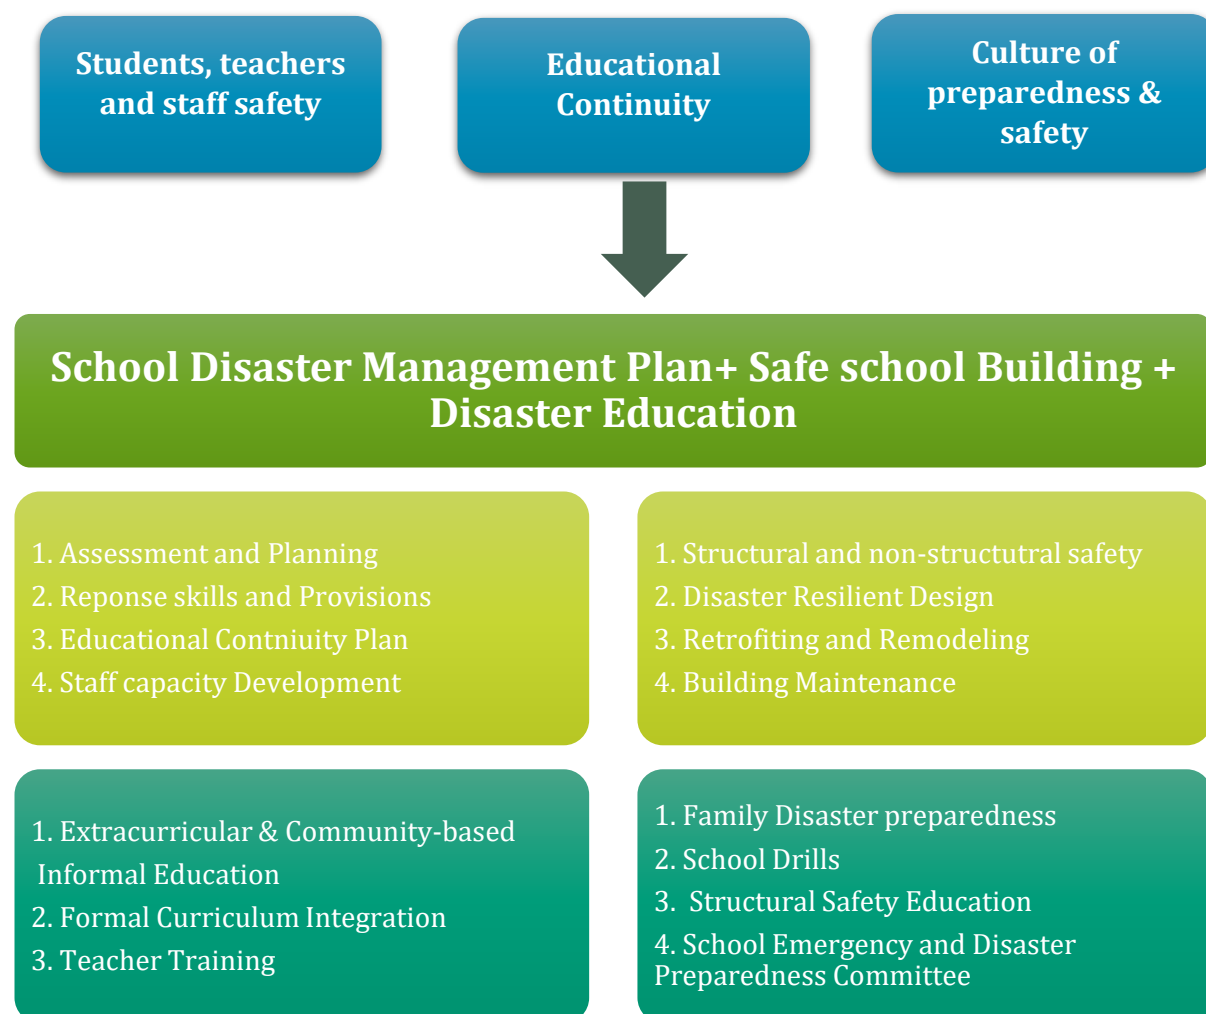 Students, teachers
and staff safety
Educational
Continuity
Culture of
preparedness &
safety
School Disaster Management Plan+ Safe school Building +
Disaster Education
1. Assessment and Planning
2. Reponse skills and Provisions
3. Educational Contniuity Plan
4. Staff capacity Development
1. Structural and non-structutral safety
2. Disaster Resilient Design
3. Retrofiting and Remodeling
4. Building Maintenance
1. Extracurricular & Community-based
Informal Education
2. Formal Curriculum Integration
3. Teacher Training
1. Family Disaster preparedness
2. School Drills
3.  Structural Safety Education
4. School Emergency and Disaster
Preparedness Committee